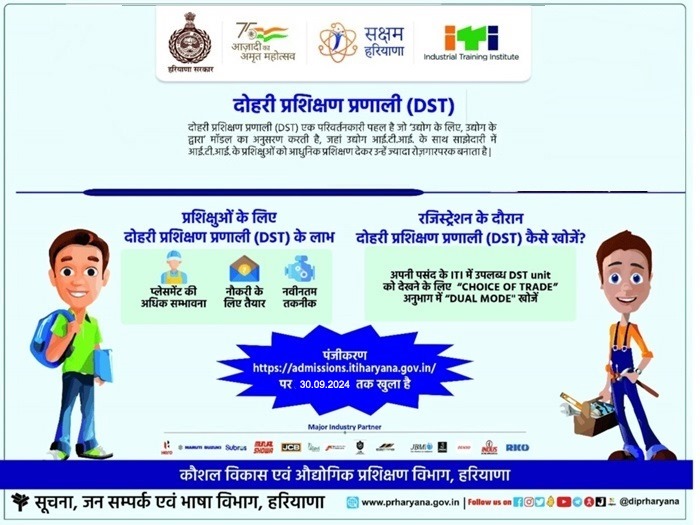 हरियाणा सरकार
75
आज़ादी का
अमृत महोत्सव
सक्षम
हरियाणा
iTi
Industrial Training Institute
दोहरी प्रशिक्षण प्रणाली (DST)
दोहरी प्रशिक्षण प्रणाली (DST) एक परिवर्तनकारी पहल है जो 'उद्योग के लिए, उद्योग के
द्वारा' मॉडल का अनुसरण करती है, जहां उद्योग आई.टी.आई. के साथ साझेदारी में
आई.टी.आई. के प्रशिक्षुओं को आधुनिक प्रशिक्षण देकर उन्हें ज्यादा रोज़गारपरक बनाता है|
प्रशिक्षुओं के लिए
दोहरी प्रशिक्षण प्रणाली (DST) के लाभ
प्लेसमेंट की
अधिक सम्भावना
नौकरी के
लिए तैयार
नवीनतम
तकनीक
रजिस्ट्रेशन के दौरान
दोहरी प्रशिक्षण प्रणाली (DST) कैसे खोजें?
अपनी पसंद के ITI में उपलब्ध DST unit
को देखने के लिए "CHOICE OF TRADE"
अनुभाग में "DUAL MODE" खोजें
पंजीकरण
https://admissions.itiharyana.gov.in/
पर 30.09.2024 तक खुला है
Major Industry Partner
HERO
MARUTI SUZUKI
Subros
MUNJAL
SHOWA
JCB
JBM
INDUS
RICO
कौशल विकास एवं औद्योगिक प्रशिक्षण विभाग, हरियाणा
सूचना, जन सम्पर्क एवं भाषा विभाग, हरियाणा
www.prharyana.gov.in | Follow us on @diprharyana